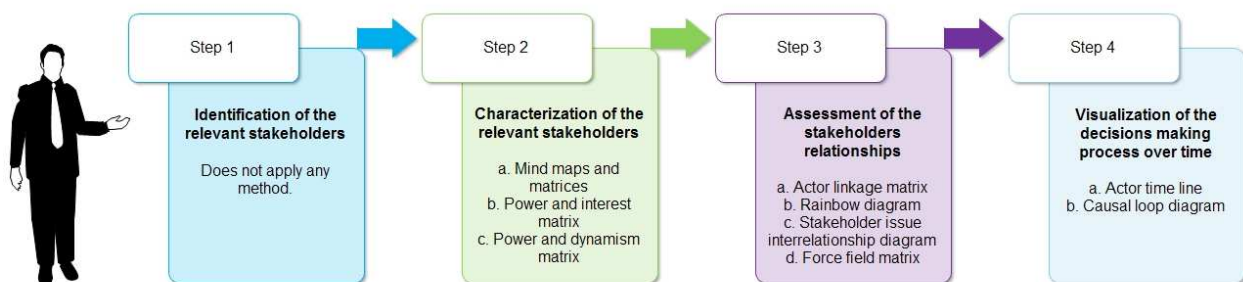 Step 1
Identification of the
relevant stakeholders
Does not apply any
method.
Step 2
Characterization of the
relevant stakeholders
a. Mind maps and
matrices
b. Power and interest
matrix
c. Power and dynamism
matrix
Step 3
Assessment of the
stakeholders
relationships
a. Actor linkage matrix
b. Rainbow diagram
c. Stakeholder issue
interrelationship diagram
d. Force field matrix
Step 4
Visualization of the
decisions making
process over time
a. Actor time line
b. Causal loop diagram